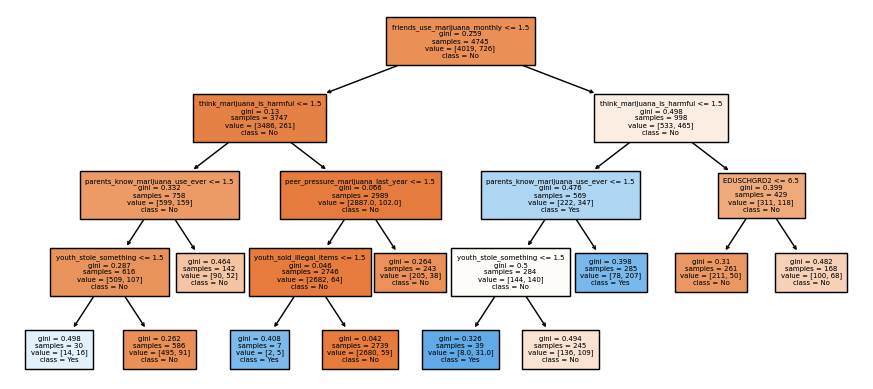 friends_use_marijuana_monthly <= 1.5
gini = 0.259
samples = 4745
value = [4019, 726]
class = No
think_marijuana_is_harmful <= 1.5
gini = 0.13
samples = 3747
value = [3486, 261]
class = No
think_marijuana_is_harmful <= 1.5
gini = 0.498
samples = 998
value = [533, 465]
class = No
parents_know_marijuana_use_ever <= 1.5
gini = 0.332
samples = 758
value = [599, 159]
class = No
peer_pressure_marijuana_last_year <= 1.5
gini = 0.066
samples = 2989
value = [2887.0, 102.0]
class = No
parents_know_marijuana_use_ever <= 1.5
gini = 0.476
samples = 569
value = [222, 347]
class = Yes
EDUSCHGRD2 <= 6.5
gini = 0.399
samples = 429
value = [311, 118]
class = No
youth_stole_something <= 1.5
gini = 0.287
samples = 616
value = [509, 107]
class = No
gini = 0.464
samples = 142
value = [90, 52]
class = No
youth_sold_illegal_items <= 1.5
gini = 0.046
samples = 2746
value = [2682, 64]
class = No
gini = 0.264
samples = 243
value = [205, 38]
class = No
youth_stole_something <= 1.5
gini = 0.5
samples = 284
value = [144, 140]
class = No
gini = 0.398
samples = 285
value = [78, 207]
class = Yes
gini = 0.31
samples = 261
value = [211, 50]
class = No
gini = 0.482
samples = 168
value = [100, 68]
class = No
gini = 0.498
samples = 30
value = [14, 16]
class = Yes
gini = 0.262
samples = 586
value = [495, 91]
class = No
gini = 0.408
samples = 7
value = [2, 5]
class = Yes
gini = 0.042
samples = 2739
value = [2680, 59]
class = No
gini = 0.326
samples = 39
value = [8.0, 31.0]
class = Yes
gini = 0.494
samples = 245
value = [136, 109]
class = No